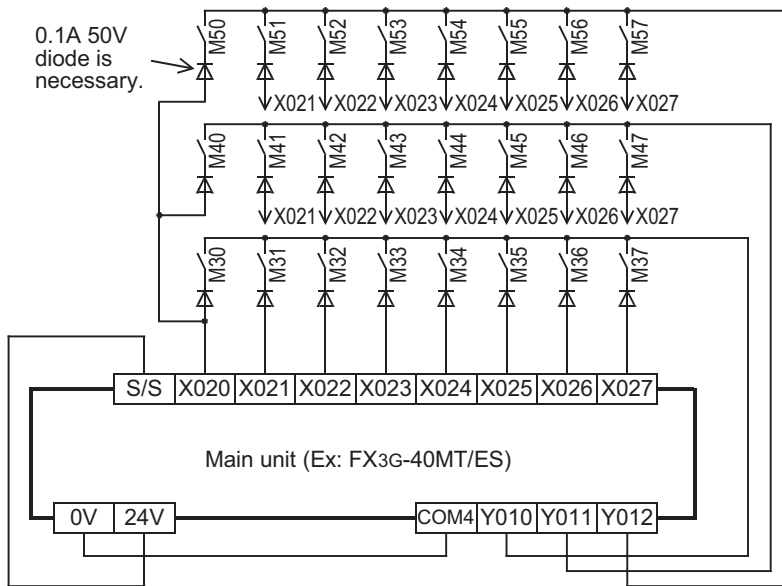 0.1A 50V
diode is
necessary.
M50 M51 M52 M53 M54 M55 M56 M57
X021 X022 X023 X024 X025 X026 X027
M40 M41 M42 M43 M44 M45 M46 M47
X021 X022 X023 X024 X025 X026 X027
M30 M31 M32 M33 M34 M35 M36 M37
S/S X020 X021 X022 X023 X024 X025 X026 X027
Main unit (Ex: FX3G-40MT/ES)
0V 24V COM4 Y010 Y011 Y012